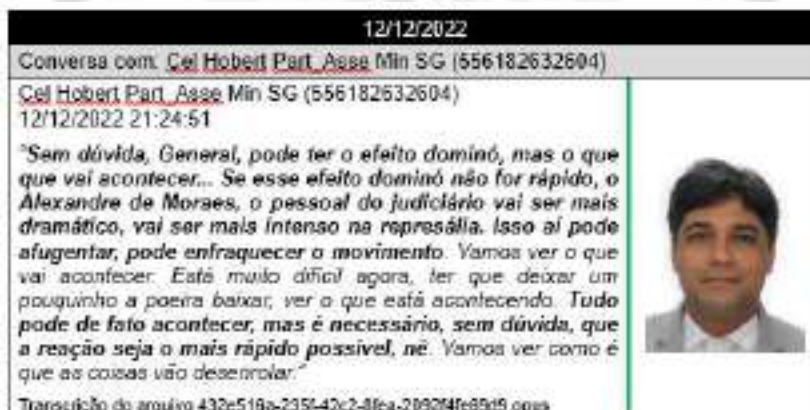 12/12/2022
Conversa com: Cel Hobert Part_Asse Min SG (556182632604)
Cel Hobert Part_Asse Min SG (556182632604)
12/12/2022 21:24:51
"Sem dúvida, General, pode ter o efeito dominó, mas o que
que vai acontecer... Se esse efeito dominó não for rápido, o
Alexandre de Moraes, o pessoal do judiciário vai ser mais
dramático, vai ser mais intenso na represália. Isso aí pode
afugentar, pode enfraquecer o movimento. Vamos ver o que
vai acontecer. Está muito difícil agora, ter que deixar um
pouquinho a poeira baixar, ver o que está acontecendo. Tudo
pode de fato acontecer, mas é necessário, sem dúvida, que
a reação seja o mais rápido possível, né. Vamos ver como é
que as coisas vão desenrolar."
Transcrição do arquivo